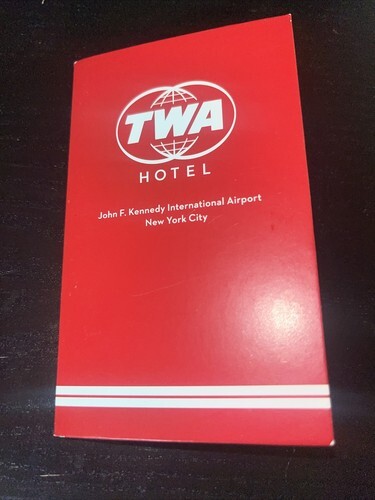 TWA
HOTEL
John F. Kennedy International Airport
New York City